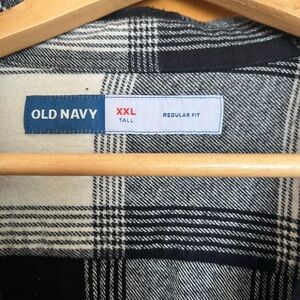 OLD NAVY
XXL
TALL
REGULAR FIT